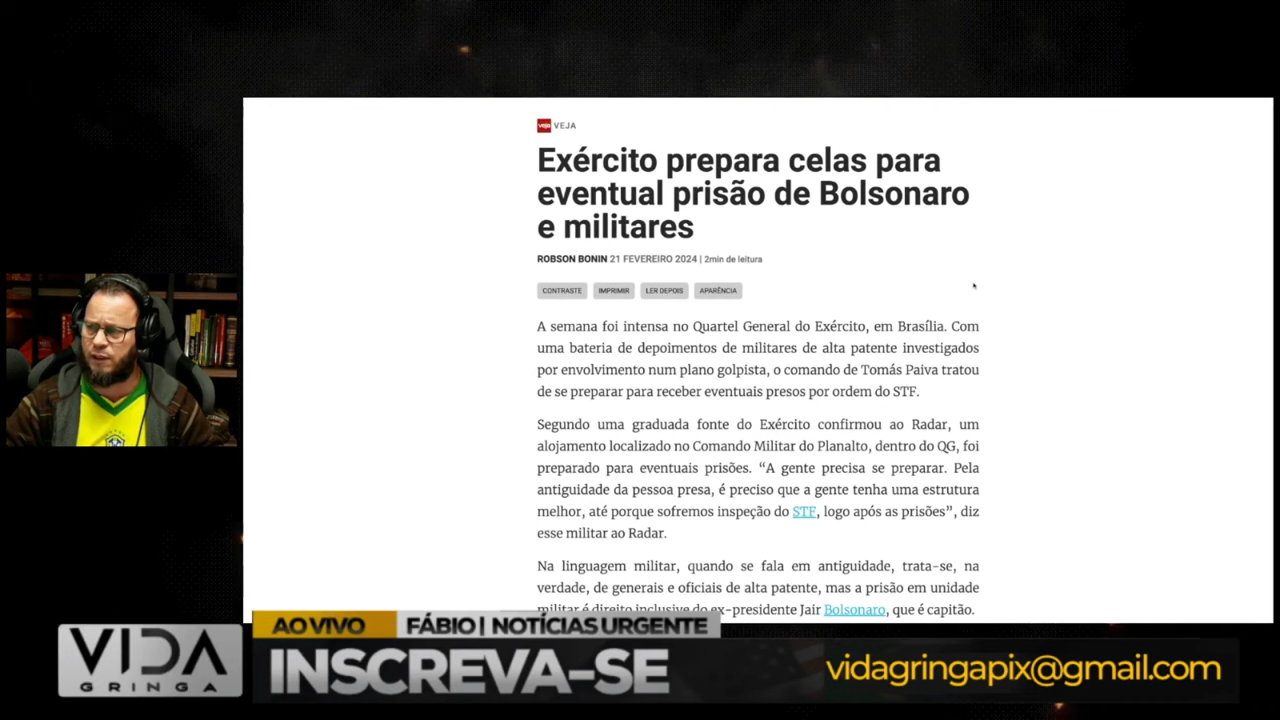 veja VEJA
Exército prepara celas para
eventual prisão de Bolsonaro
e militares
ROBSON BONIN 21 FEVEREIRO 2024 | 2min de leitura
CONTRASTE IMPRIMIR LER DEPOIS APARÊNCIA
A semana foi intensa no Quartel General do Exército, em Brasília. Com
uma bateria de depoimentos de militares de alta patente investigados
por envolvimento num plano golpista, o comando de Tomás Paiva tratou
de se preparar para receber eventuais presos por ordem do STF.
Segundo uma graduada fonte do Exército confirmou ao Radar, um
alojamento localizado no Comando Militar do Planalto, dentro do QG, foi
preparado para eventuais prisões. “A gente precisa se preparar. Pela
antiguidade da pessoa presa, é preciso que a gente tenha uma estrutura
melhor, até porque sofremos inspeção do STF, logo após as prisões”, diz
esse militar ao Radar.
Na linguagem militar, quando se fala em antiguidade, trata-se, na
verdade, de generais e oficiais de alta patente, mas a prisão em unidade
militar é direito inclusive do ex-presidente Jair Bolsonaro, que é capitão.
AO VIVO FÁBIO | NOTÍCIAS URGENTE
VIDA
GRINGA
INSCREVA-SE
vidagringapix@gmail.com